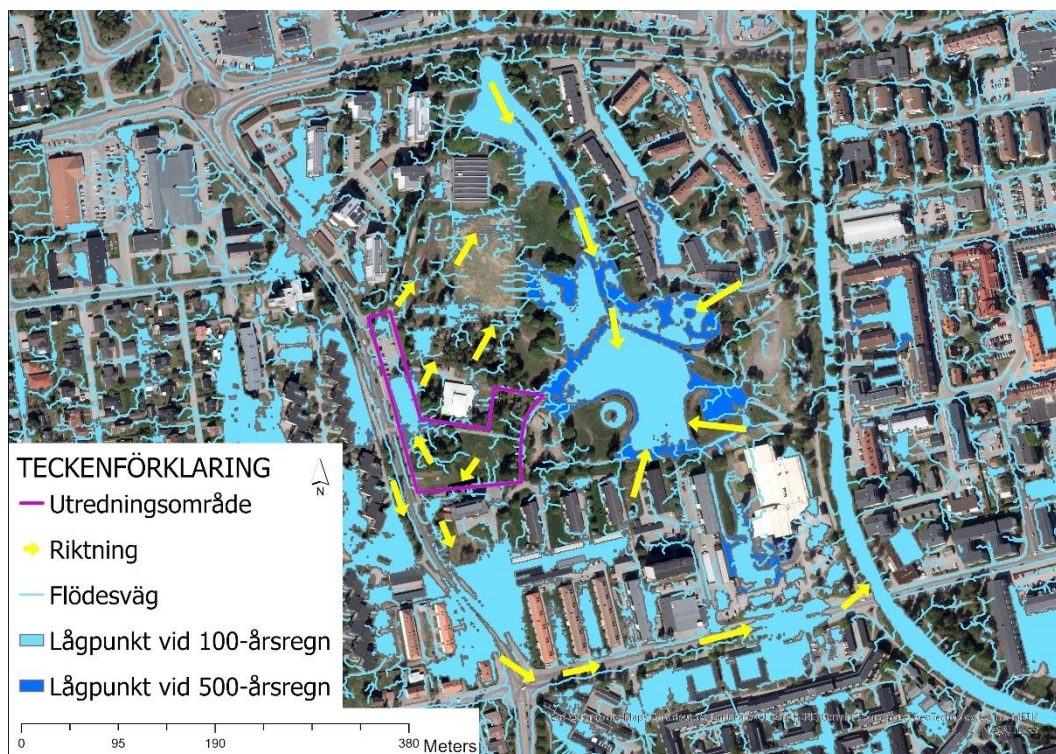 TECKENFÖRKLARING
N
Utredningsområde
Riktning
Flödesväg
Lågpunkt vid 100-årsregn
Lågpunkt vid 500-årsregn
0 95 190 380 Meters